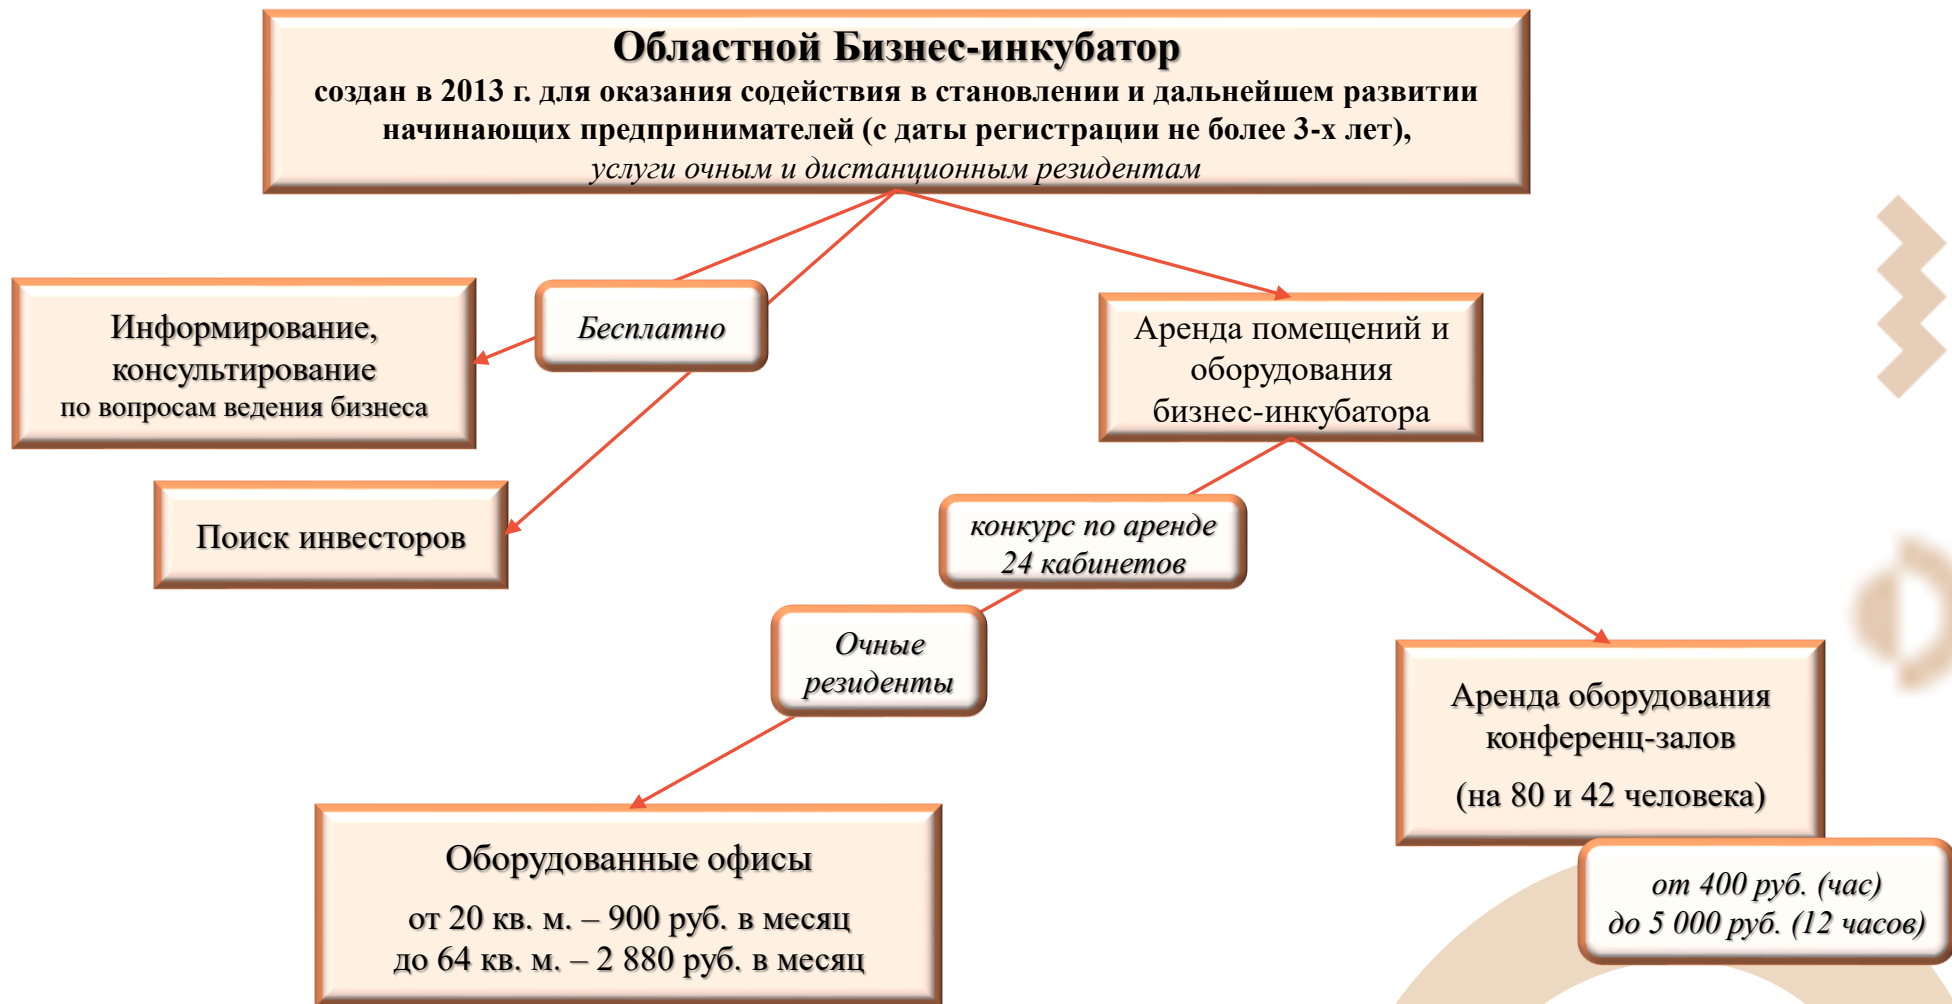 Областной Бизнес-инкубатор
создан в 2013 г. для оказания содействия в становлении и дальнейшем развитии
начинающих предпринимателей (с даты регистрации не более 3-х лет),
услуги очным и дистанционным резидентам
Бесплатно
Информирование,
консультирование
по вопросам ведения бизнеса
Поиск инвесторов
Аренда помещений и
оборудования
бизнес-инкубатора
конкурс по аренде
24 кабинетов
Очные
резиденты
Оборудованные офисы
от 20 кв. м. – 900 руб. в месяц
до 64 кв. м. – 2 880 руб. в месяц
Аренда оборудования
конференц-залов
(на 80 и 42 человека)
от 400 руб. (час)
до 5 000 руб. (12 часов)